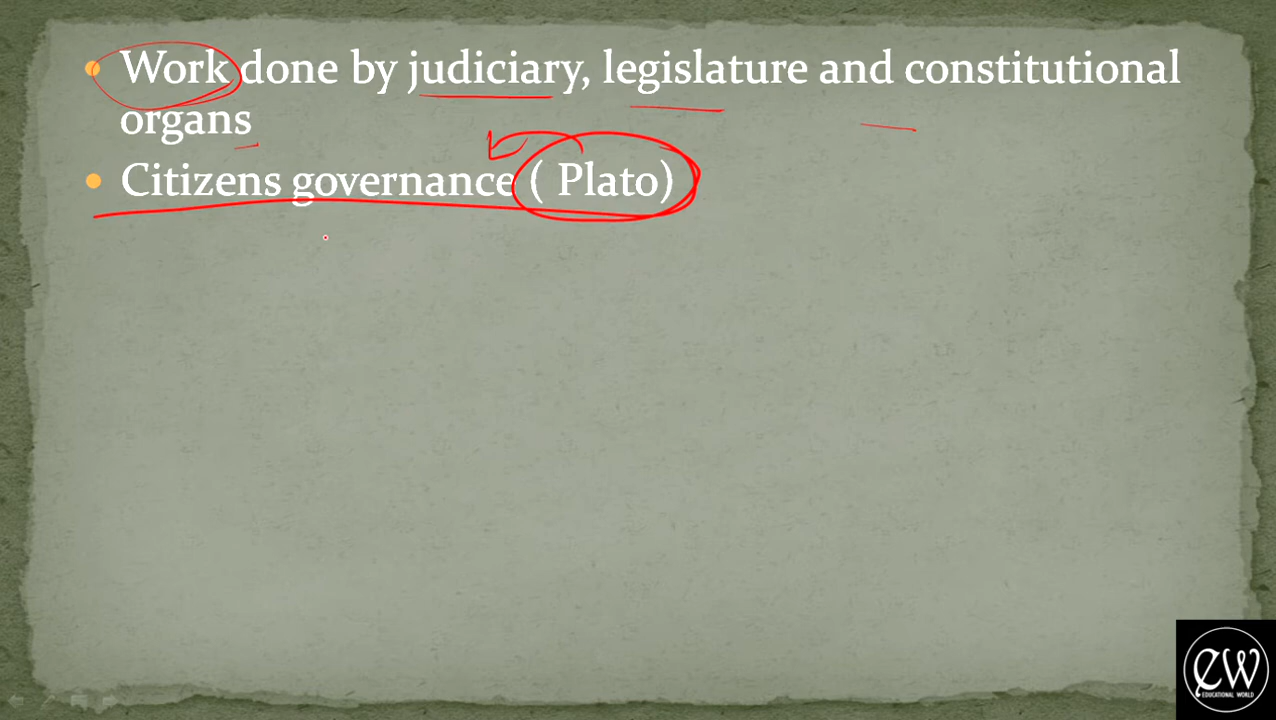 Work done by judiciary, legislature and constitutional
organs
Citizens governance ( Plato)
ew
EDUCATIONAL WORLD